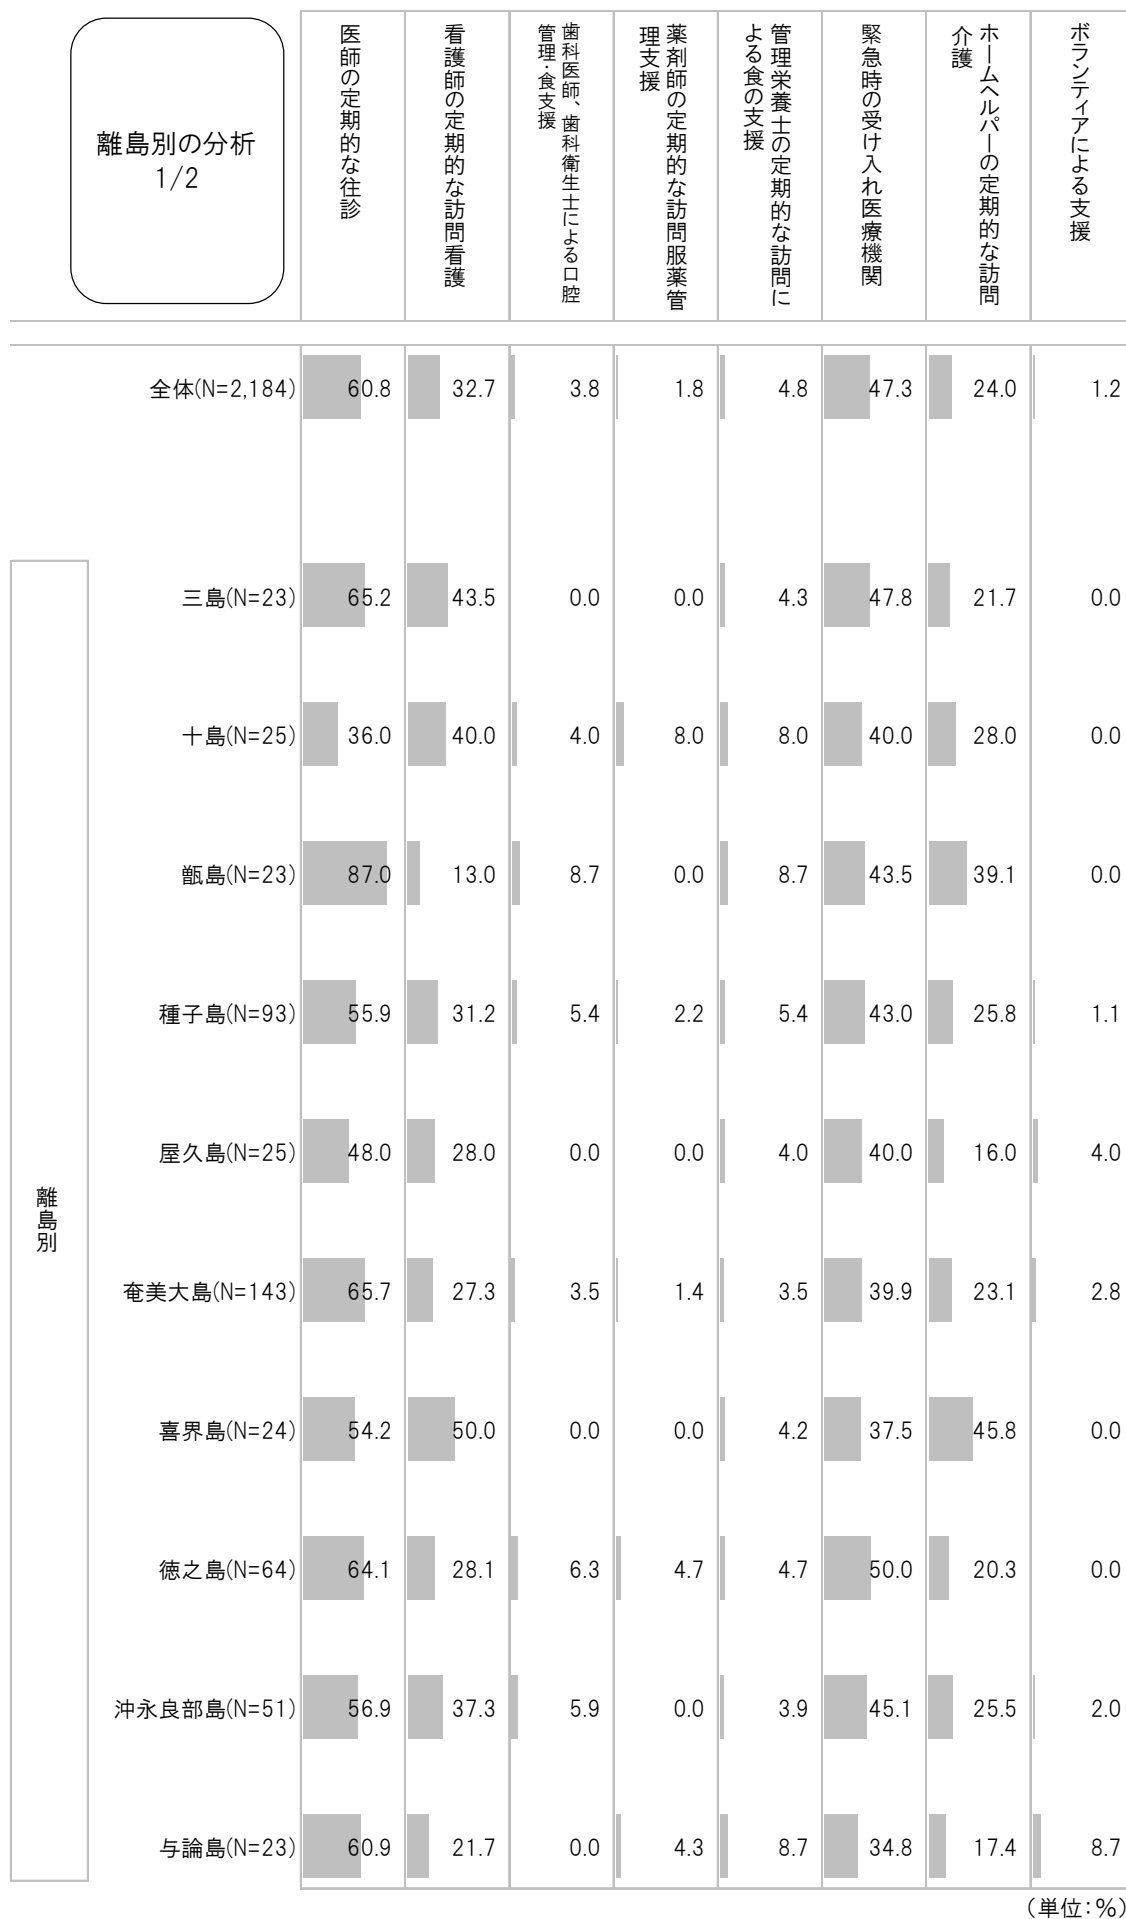 離島別の分析
1/2
医師の定期的な往診
看護師の定期的な訪問看護
歯科医師、歯科衛生士による口腔
管理・食支援
薬剤師の定期的な訪問服薬管
理支援
管理栄養士の定期的な訪問に
よる食の支援
緊急時の受け入れ医療機関
ホームヘルパーの定期的な訪問
介護
ボランティアによる支援
全体(N=2,184) 60.8 32.7 3.8 1.8 4.8 47.3 24.0 1.2
離島別
三島(N=23) 65.2 43.5 0.0 0.0 4.3 47.8 21.7 0.0
十島(N=25) 36.0 40.0 4.0 8.0 8.0 40.0 28.0 0.0
甑島(N=23) 87.0 13.0 8.7 0.0 8.7 43.5 39.1 0.0
種子島(N=93) 55.9 31.2 5.4 2.2 5.4 43.0 25.8 1.1
屋久島(N=25) 48.0 28.0 0.0 0.0 4.0 40.0 16.0 4.0
奄美大島(N=143) 65.7 27.3 3.5 1.4 3.5 39.9 23.1 2.8
喜界島(N=24) 54.2 50.0 0.0 0.0 4.2 37.5 45.8 0.0
徳之島(N=64) 64.1 28.1 6.3 4.7 4.7 50.0 20.3 0.0
沖永良部島(N=51) 56.9 37.3 5.9 0.0 3.9 45.1 25.5 2.0
与論島(N=23) 60.9 21.7 0.0 4.3 8.7 34.8 17.4 8.7
（単位：％）